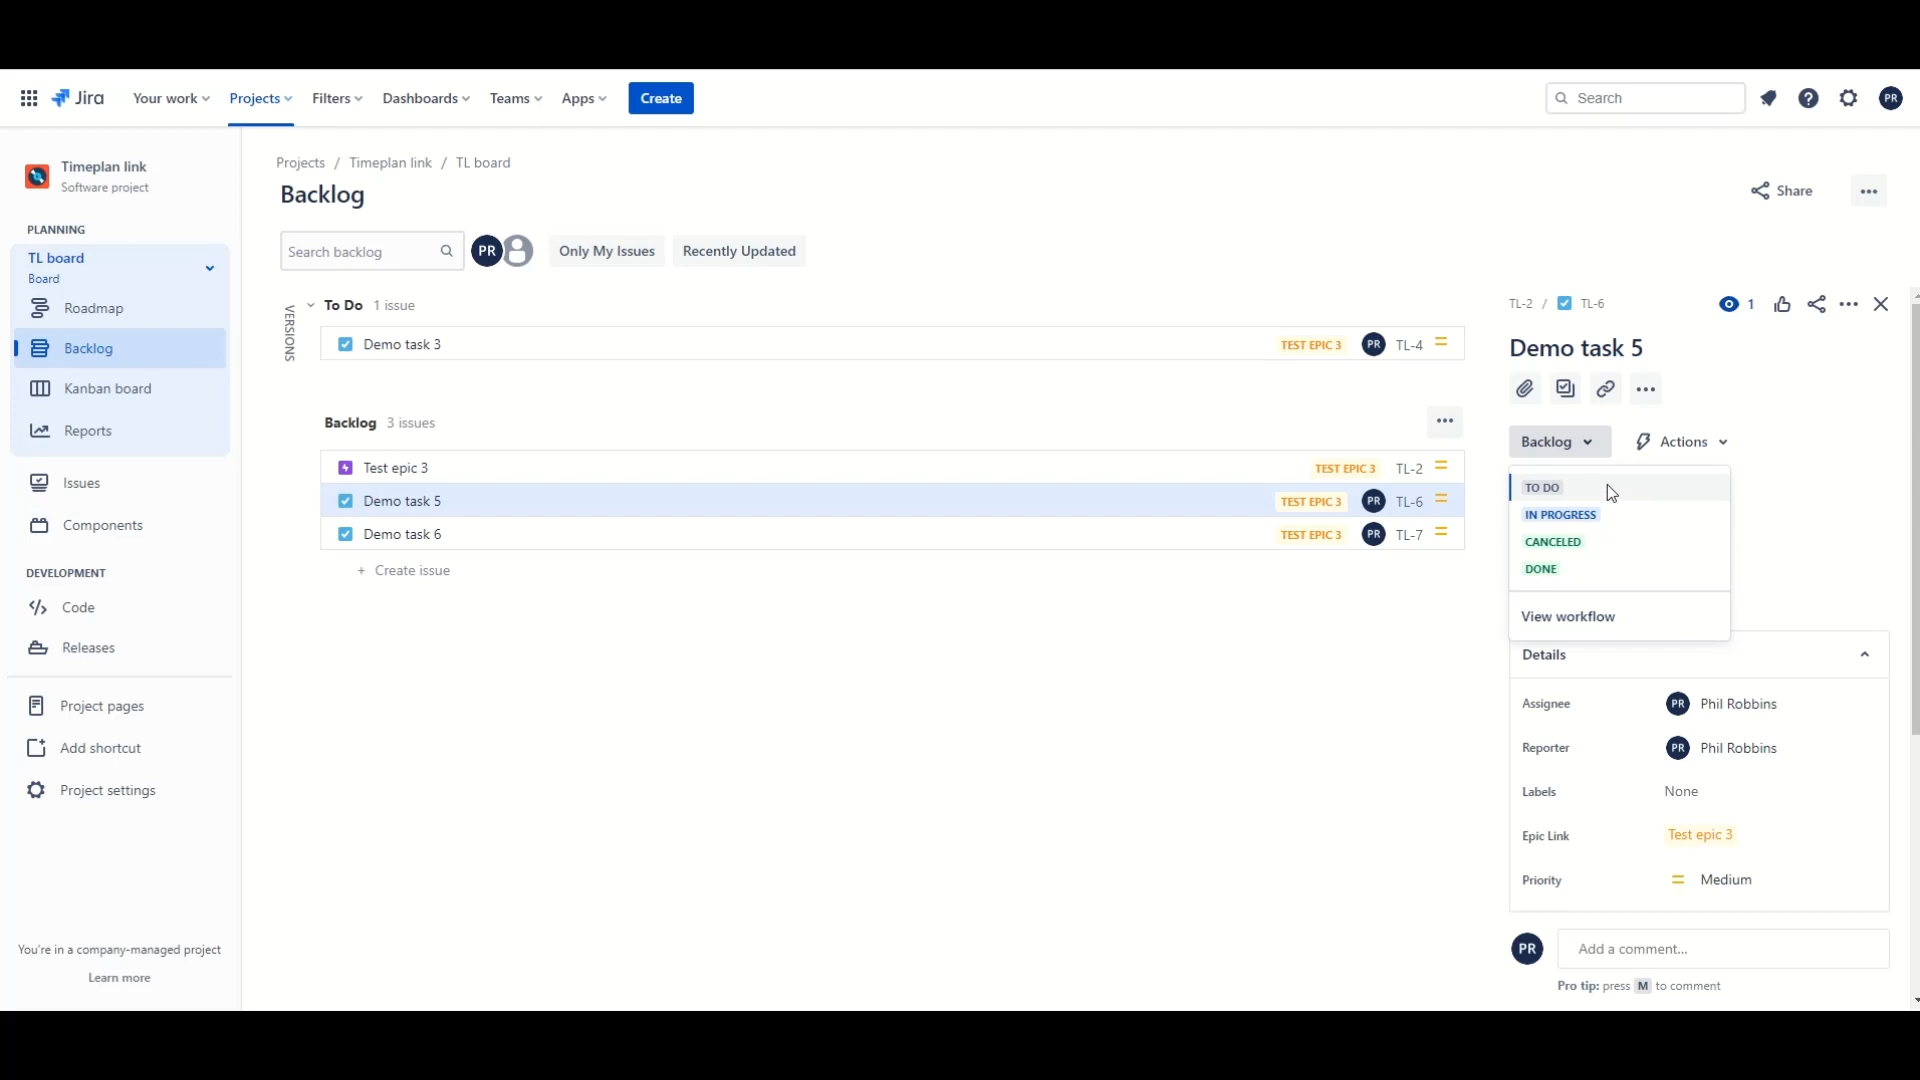 Jira Your work Projects Filters Dashboards Teams Apps Create Search PR
Timeplan link
Software project
PLANNING
TL board
Board
Roadmap
Backlog
Kanban board
Reports
Issues
Components
DEVELOPMENT
Code
Releases
Project pages
Add shortcut
Project settings
You're in a company-managed project
Learn more
Projects / Timeplan link / TL board
Backlog
Share
Search backlog PR Only My Issues Recently Updated
VERSIONS
To Do 1 issue
Demo task 3 TEST EPIC 3 PR TL-4
Backlog 3 issues
Test epic 3 TEST EPIC 3 TL-2
Demo task 5 TEST EPIC 3 PR TL-6
Demo task 6 TEST EPIC 3 PR TL-7
+ Create issue
TL-2 / TL-6 1
Demo task 5
Backlog Actions
TO DO
IN PROGRESS
CANCELED
DONE
View workflow
Details
Assignee PR Phil Robbins
Reporter PR Phil Robbins
Labels None
Epic Link Test epic 3
Priority Medium
PR Add a comment...
Pro tip: press M to comment